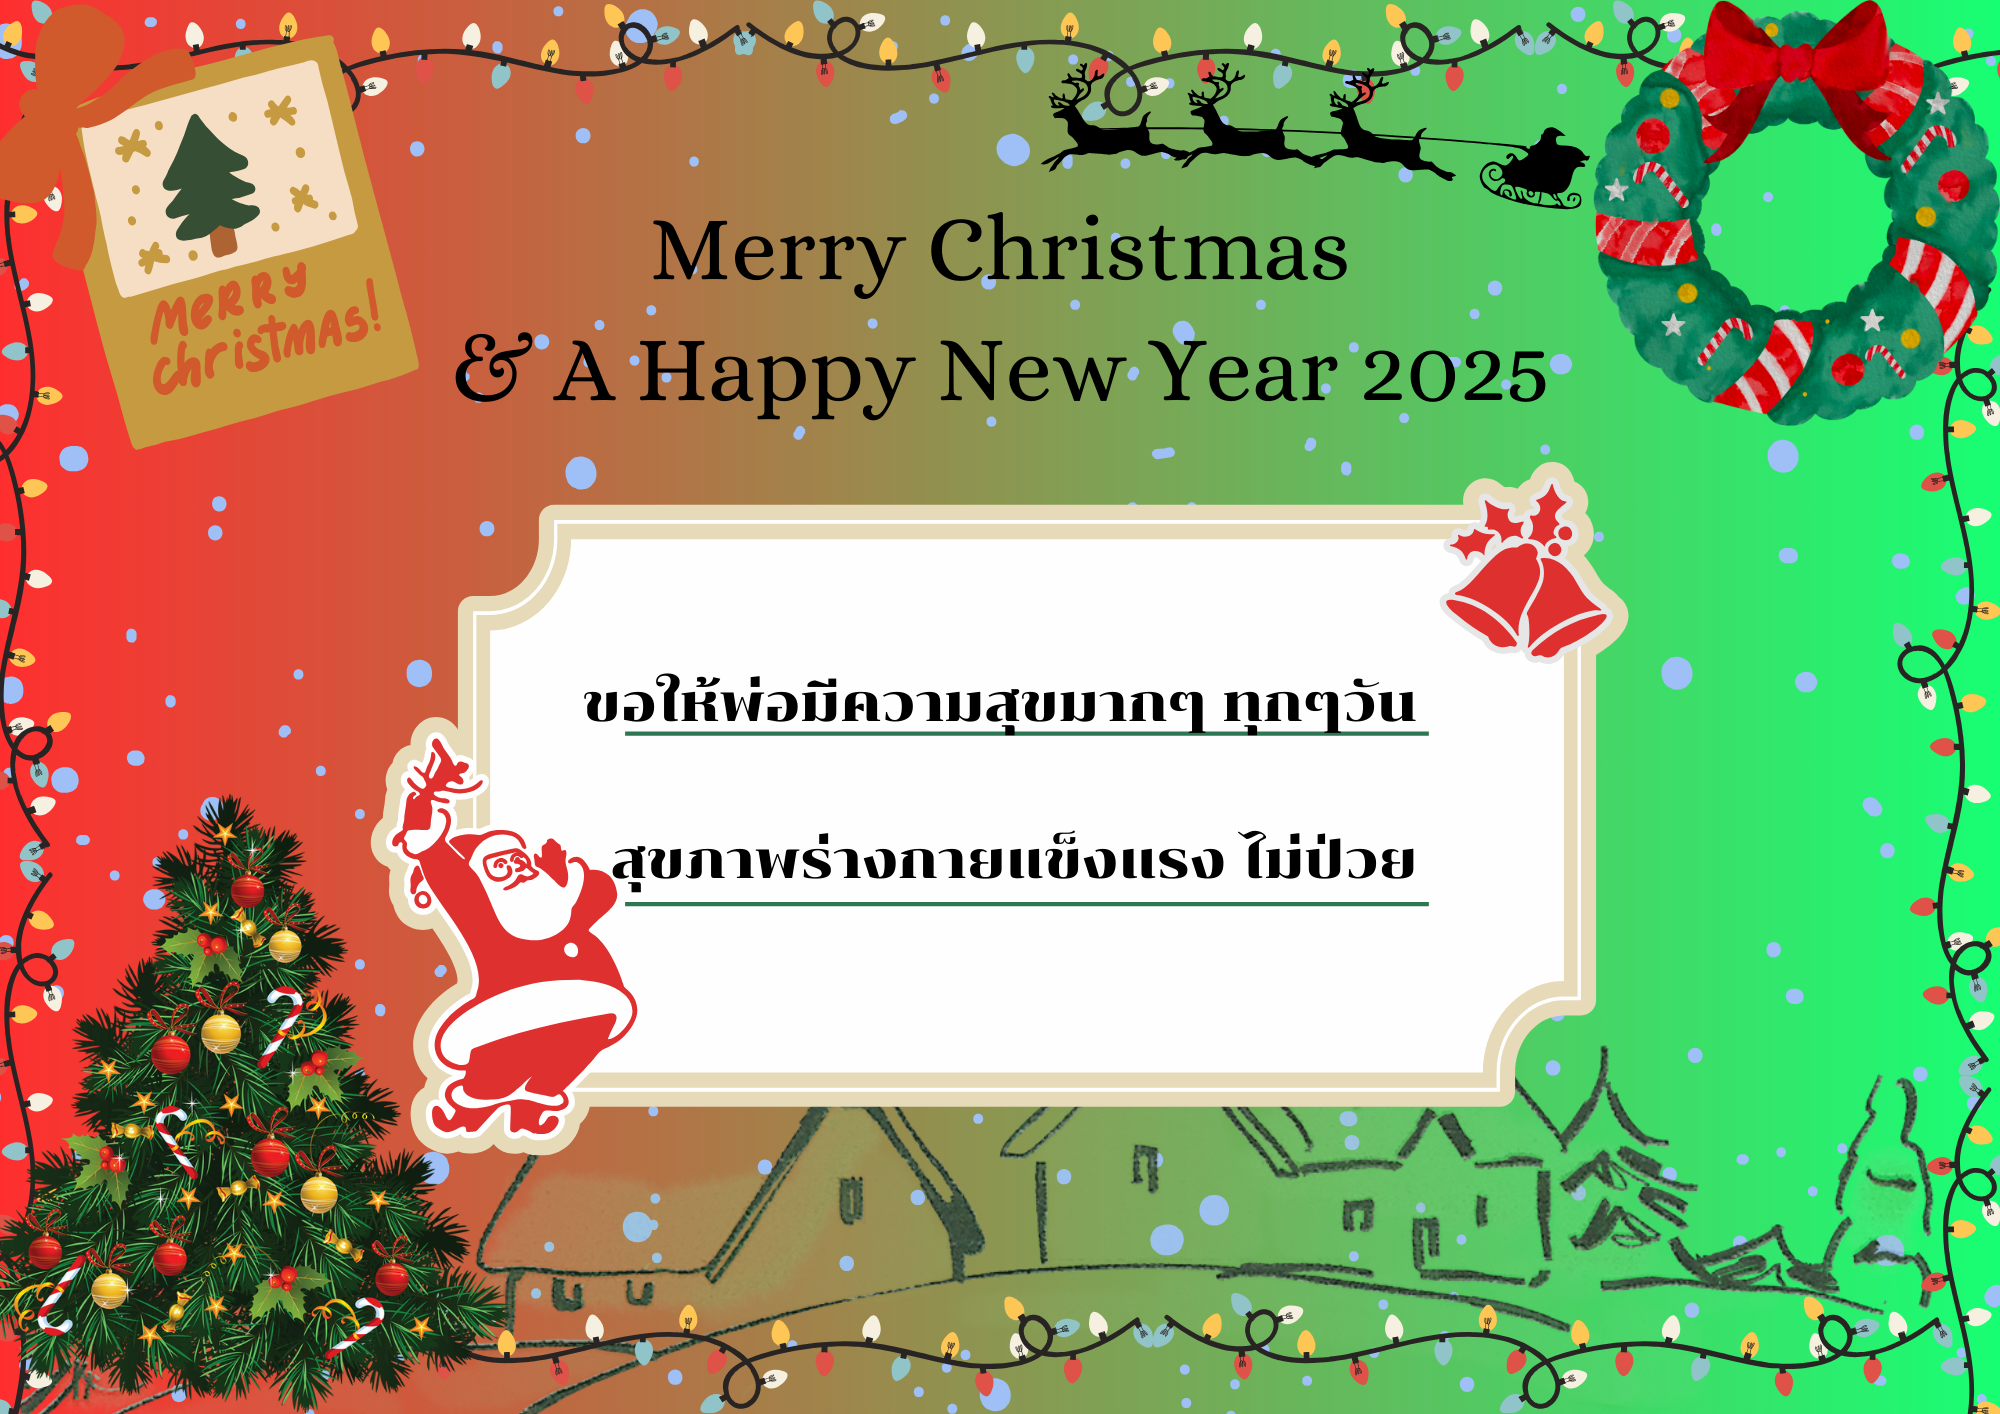 MERRY
christmas!
Merry Christmas
& A Happy New Year 2025
ขอให้พ่อมีความสุขมากๆ ทุกๆวัน
สุขภาพร่างกายแข็งแรง ไม่ป่วย